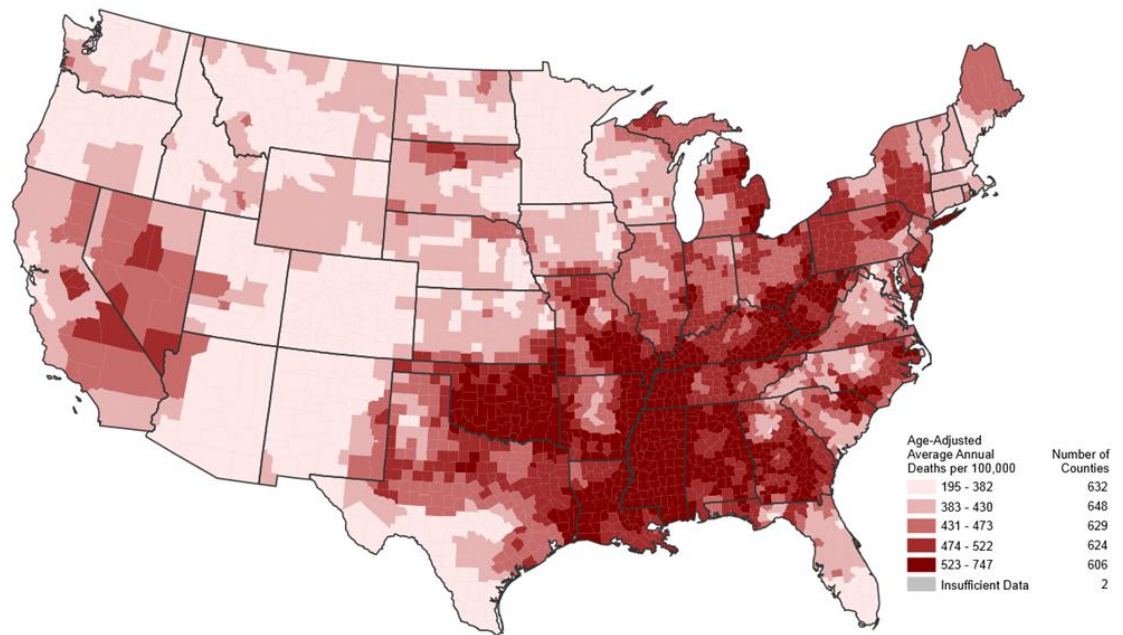 Age-Adjusted
Average Annual
Deaths per 100,000
Number of
Counties
195 - 382 632
383 - 430 648
431 - 473 629
474 - 522 624
523 - 747 606
Insufficient Data 2